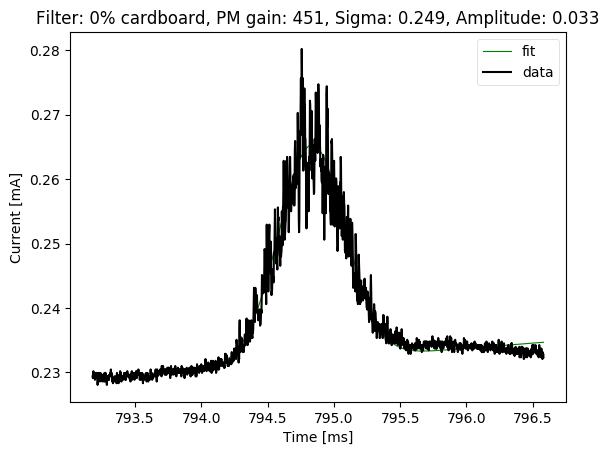 Filter: 0% cardboard, PM gain: 451, Sigma: 0.249, Amplitude: 0.033
fit
data
0.28
0.27
0.26
0.25
0.24
0.23
Current [mA]
793.5 794.0 794.5 795.0 795.5 796.0 796.5
Time [ms]